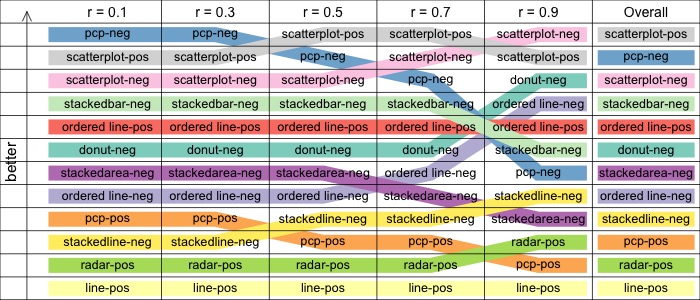 r = 0.1 r = 0.3 r = 0.5 r = 0.7 r = 0.9 Overall
pcp-neg pcp-neg scatterplot-pos scatterplot-pos scatterplot-neg scatterplot-pos
scatterplot-pos scatterplot-pos pcp-neg scatterplot-neg scatterplot-pos pcp-neg
scatterplot-neg scatterplot-neg scatterplot-neg pcp-neg donut-neg scatterplot-neg
stackedbar-neg stackedbar-neg stackedbar-neg stackedbar-neg ordered line-neg stackedbar-neg
ordered line-pos ordered line-pos ordered line-pos ordered line-pos ordered line-pos ordered line-pos
donut-neg donut-neg donut-neg donut-neg stackedbar-neg donut-neg
stackedarea-neg stackedarea-neg stackedarea-neg ordered line-neg pcp-neg stackedarea-neg
ordered line-neg ordered line-neg ordered line-neg stackedarea-neg stackedline-neg ordered line-neg
pcp-pos pcp-pos stackedline-neg stackedline-neg stackedarea-neg stackedline-neg
stackedline-neg stackedline-neg pcp-pos pcp-pos radar-pos pcp-pos
radar-pos radar-pos radar-pos radar-pos pcp-pos radar-pos
line-pos line-pos line-pos line-pos line-pos line-pos
better